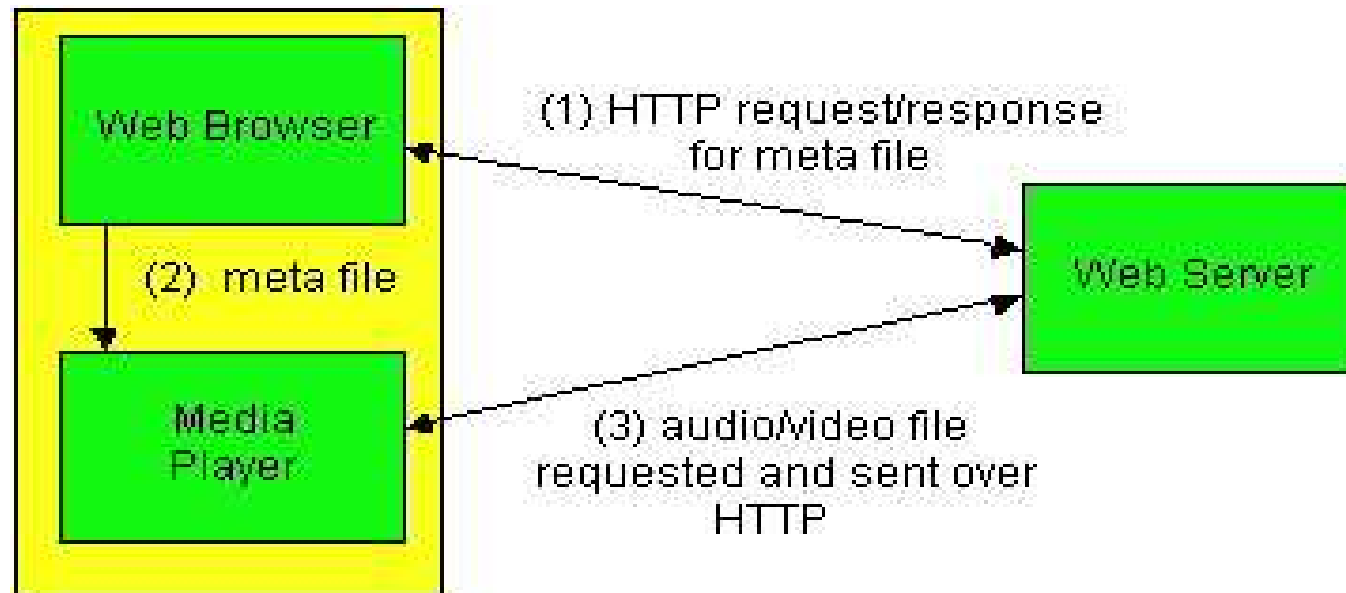 Web Browser
(1) HTTP request/response
for meta file
(2) meta file
Web Server
Media
Player
(3) audio/video file
requested and sent over
HTTP